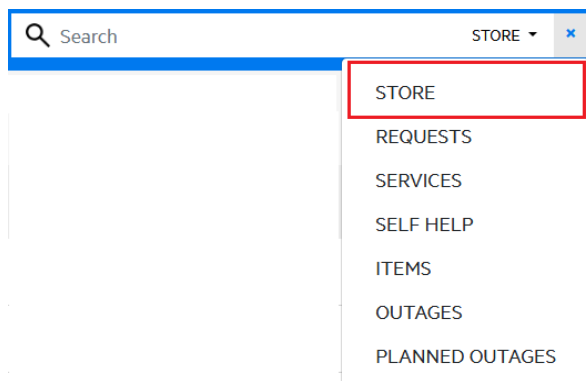 Search STORE
STORE
REQUESTS
SERVICES
SELF HELP
ITEMS
OUTAGES
PLANNED OUTAGES